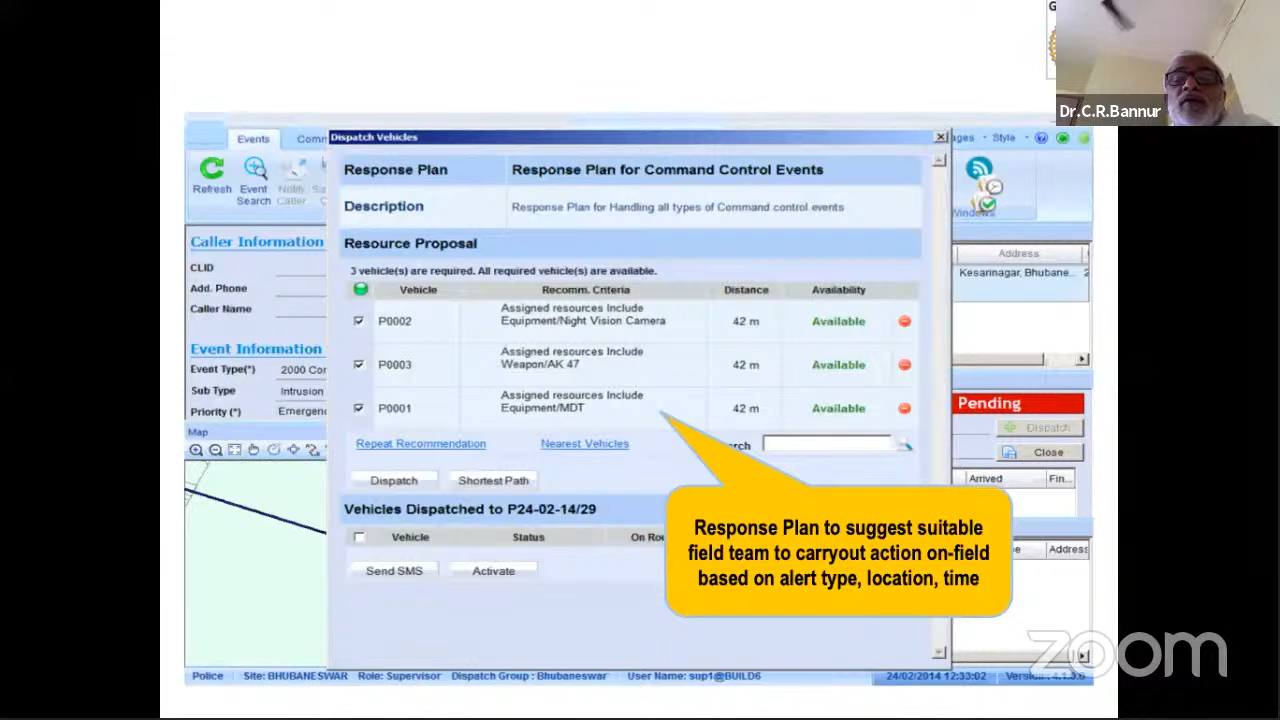 G
Dr.C.R.Bannur
Events
Dispatch Vehicles
Style
Refresh
Event Search
Notify Caller
Response Plan
Response Plan for Command Control Events
Description
Response Plan for Handling all types of Command control events
Resource Proposal
3 vehicle(s) are required. All required vehicle(s) are available.
Vehicle Recomm. Criteria Distance Availability
P0002 Assigned resources Include Equipment/Night Vision Camera 42 m Available
P0003 Assigned resources Include Weapon/AK 47 42 m Available
P0001 Assigned resources Include Equipment/MDT 42 m Available
Repeat Recommendation Nearest Vehicles
Dispatch Shortest Path
Vehicles Dispatched to P24-02-14/29
Vehicle Status
Send SMS Activate
Caller Information
CLID
Add. Phone
Caller Name
Event Information
Event Type(*) 2000
Sub Type Intrusion
Priority (*)
Map
Address
Kesarinagar, Bhubane...
Pending
Dispatch
Close
Arrived Fin...
Address
Response Plan to suggest suitable
field team to carryout action on-field
based on alert type, location, time
zoom
Police Site: BHUBANESWAR Role: Supervisor Dispatch Group : Bhubaneswar User Name: sup1@BUILD6 24/02/2014 12:33:02